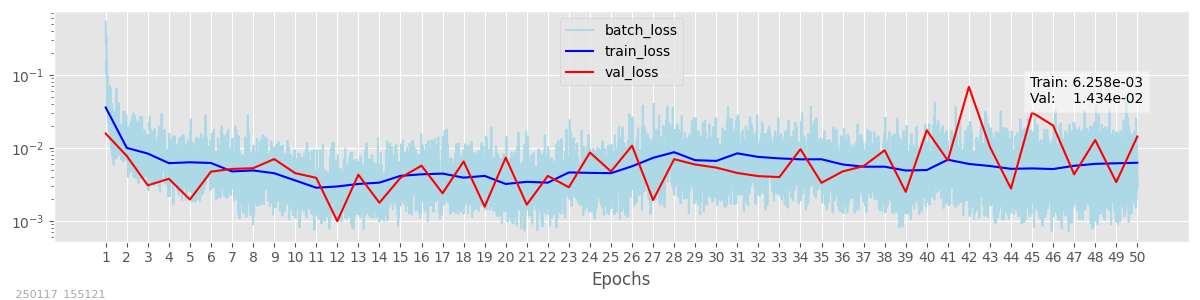 batch_loss
train_loss
val_loss
Train: 6.258e-03
Val: 1.434e-02
10⁻¹
10⁻²
10⁻³
1 2 3 4 5 6 7 8 9 10 11 12 13 14 15 16 17 18 19 20 21 22 23 24 25 26 27 28 29 30 31 32 33 34 35 36 37 38 39 40 41 42 43 44 45 46 47 48 49 50
Epochs
250117 155121